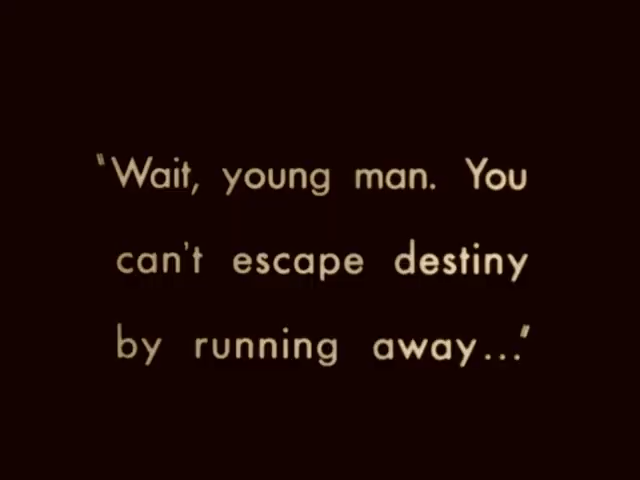 "Wait, young man. You
can't escape destiny
by running away..."